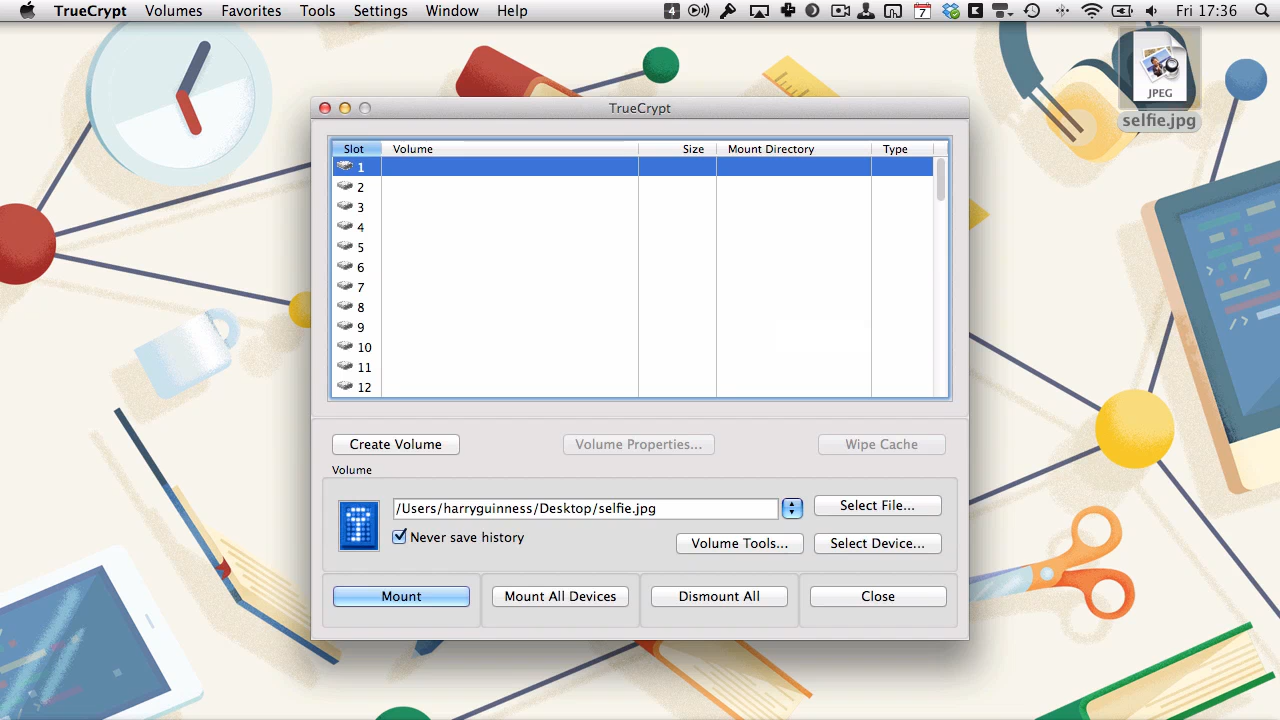 TrueCrypt Volumes Favorites Tools Settings Window Help 4 7 Fri 17:36
JPEG
selfie.jpg
TrueCrypt
Slot Volume Size Mount Directory Type
1
2
3
4
5
6
7
8
9
10
11
12
Create Volume Volume Properties... Wipe Cache
Volume
/Users/harryguinness/Desktop/selfie.jpg Select File...
Never save history Volume Tools... Select Device...
Mount Mount All Devices Dismount All Close